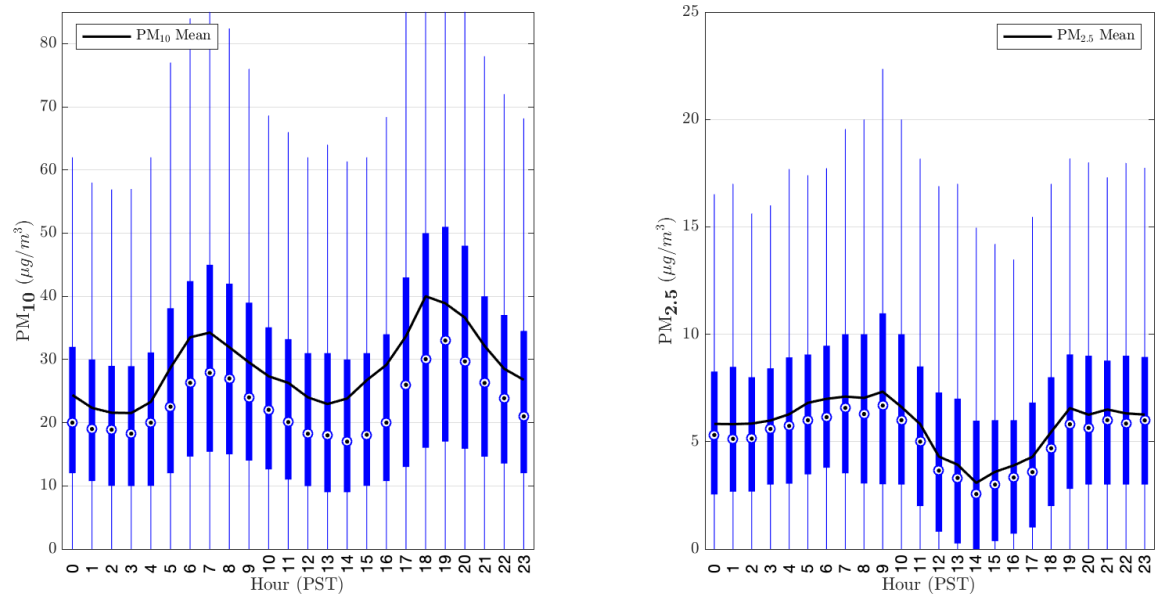 PM₁₀ Mean
80
70
60
50
40
30
20
10
0
PM₁₀ (μg/m³)
0 1 2 3 4 5 6 7 8 9 10 11 12 13 14 15 16 17 18 19 20 21 22 23
Hour (PST)
PM₂.₅ Mean
25
20
15
10
5
0
PM₂.₅ (μg/m³)
0 1 2 3 4 5 6 7 8 9 10 11 12 13 14 15 16 17 18 19 20 21 22 23
Hour (PST)